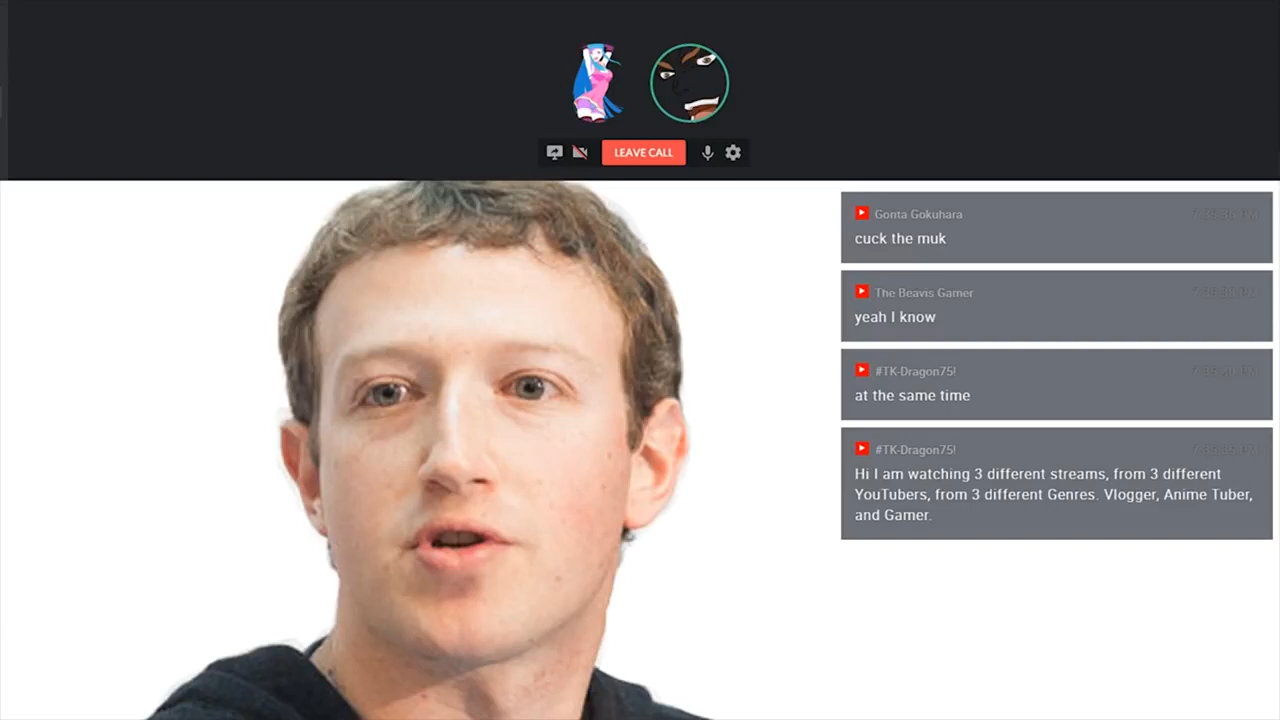 LEAVE CALL
Gonta Gokuhara
cuck the muk
The Beavis Gamer
yeah I know
#TK-Dragon75!
at the same time
#TK-Dragon75!
Hi I am watching 3 different streams, from 3 different
YouTubers, from 3 different Genres. Vlogger, Anime Tuber,
and Gamer.